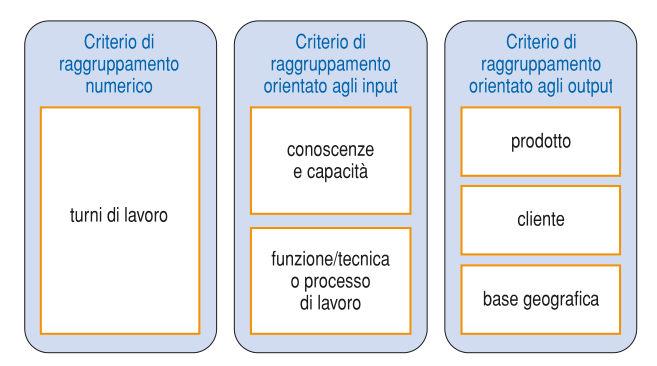 Criterio di
raggruppamento
numerico
turni di lavoro
Criterio di
raggruppamento
orientato agli input
conoscenze
e capacità
funzione/tecnica
o processo
di lavoro
Criterio di
raggruppamento
orientato agli output
prodotto
cliente
base geografica